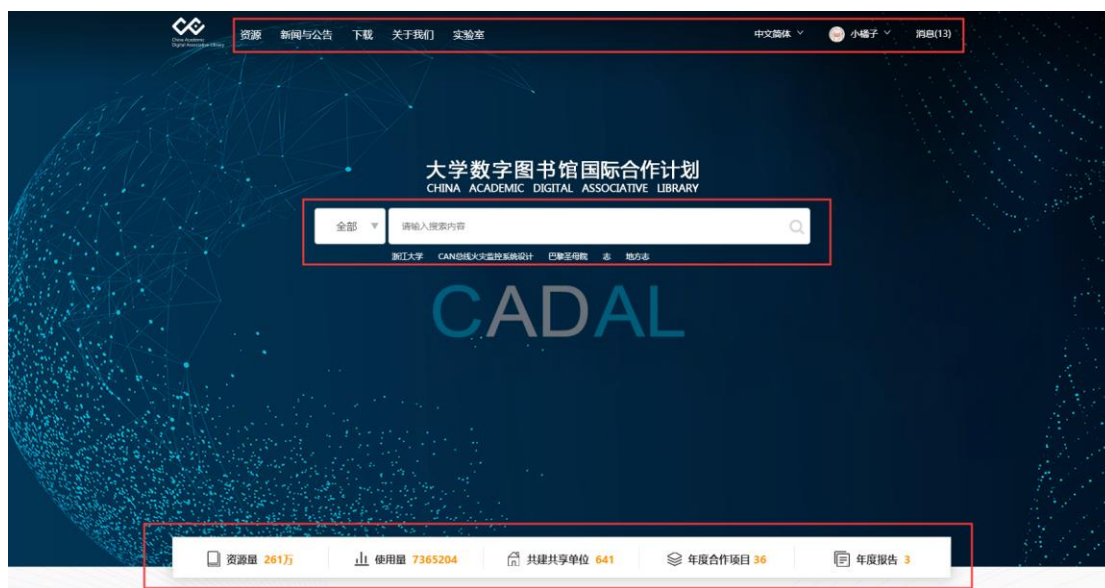 China Academic
Digital Associative Library
资源 新闻与公告 下载 关于我们 实验室 中文简体 小橘子 消息(13)
大学数字图书馆国际合作计划
CHINA ACADEMIC DIGITAL ASSOCIATIVE LIBRARY
全部 请输入搜索内容
浙江大学 CAN总线火灾监控系统设计 巴黎圣母院 志 地方志
CADAL
资源量 261万 使用量 7365204 共建共享单位 641 年度合作项目 36 年度报告 3